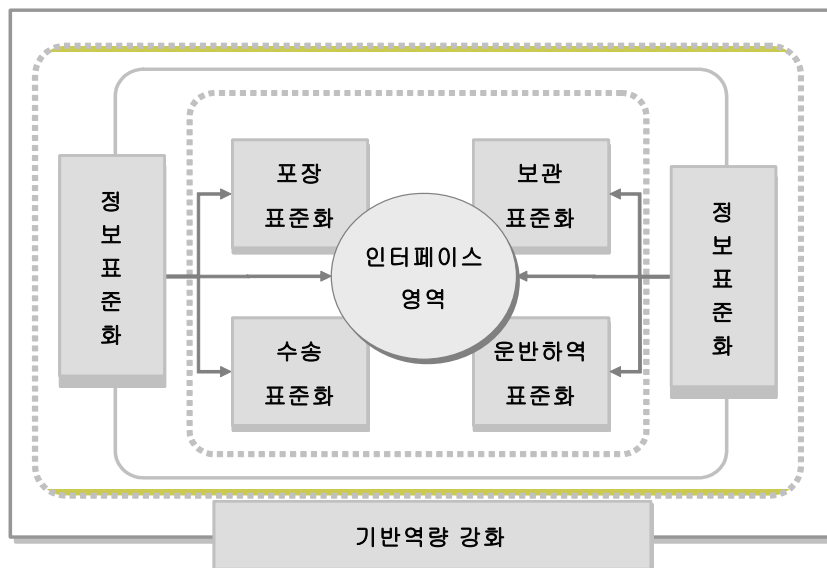 포장
표준화
보관
표준화
정보표준화
인터페이스
영역
정보표준화
수송
표준화
운반하역
표준화
기반역량 강화